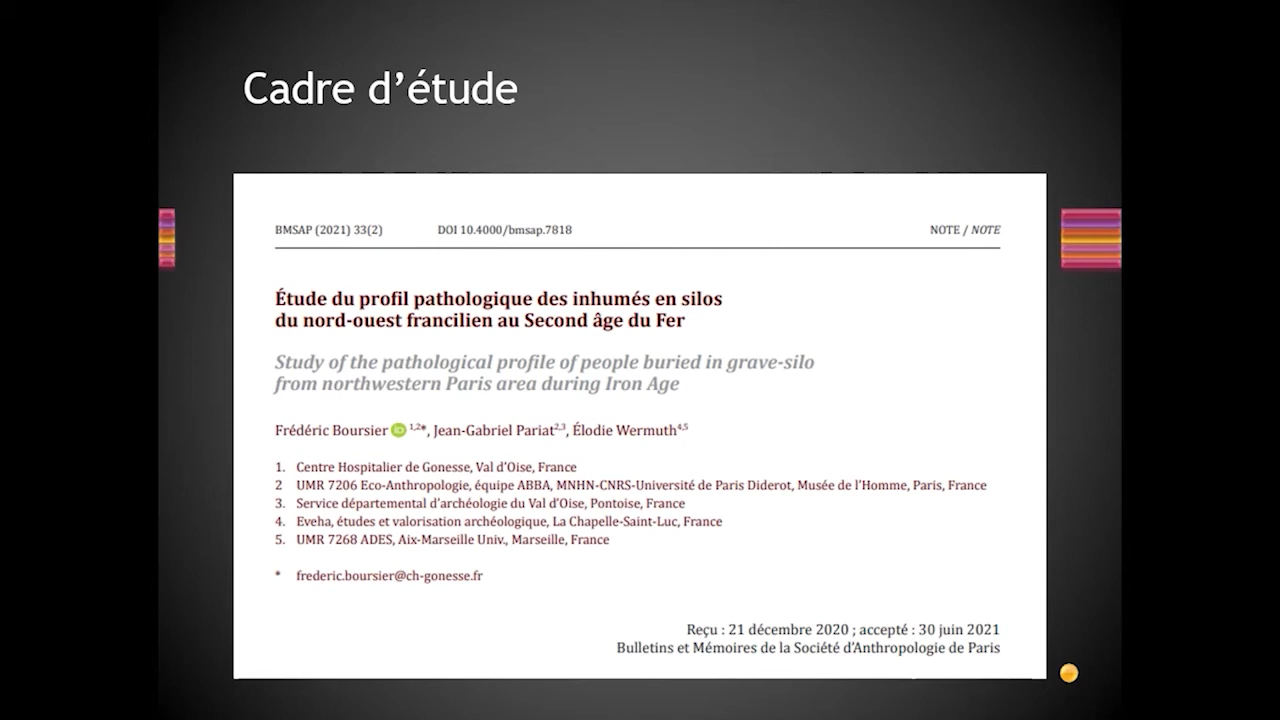 Cadre d’étude
BMSAP (2021) 33(2) DOI 10.4000/bmsap.7818 NOTE / NOTE
Étude du profil pathologique des inhumés en silos
du nord-ouest francilien au Second âge du Fer
Study of the pathological profile of people buried in grave-silo
from northwestern Paris area during Iron Age
Frédéric Boursier iD 1,2*, Jean-Gabriel Pariat2,3, Élodie Wermuth4,5
1. Centre Hospitalier de Gonesse, Val d’Oise, France
2 UMR 7206 Eco-Anthropologie, équipe ABBA, MNHN-CNRS-Université de Paris Diderot, Musée de l’Homme, Paris, France
3. Service départemental d’archéologie du Val d’Oise, Pontoise, France
4. Eveha, études et valorisation archéologique, La Chapelle-Saint-Luc, France
5. UMR 7268 ADES, Aix-Marseille Univ., Marseille, France
* frederic.boursier@ch-gonesse.fr
Reçu : 21 décembre 2020 ; accepté : 30 juin 2021
Bulletins et Mémoires de la Société d’Anthropologie de Paris